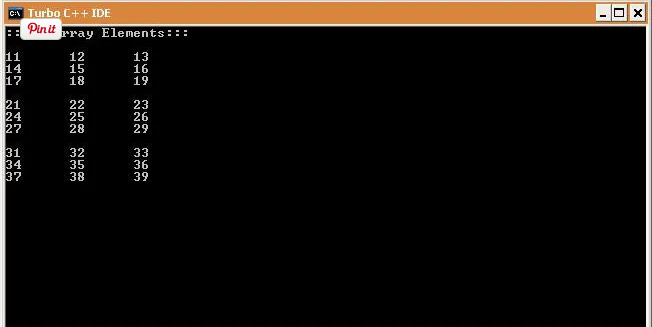 Turbo C++ IDE
Pin it
:: rray Elements:::
11 12 13
14 15 16
17 18 19
21 22 23
24 25 26
27 28 29
31 32 33
34 35 36
37 38 39